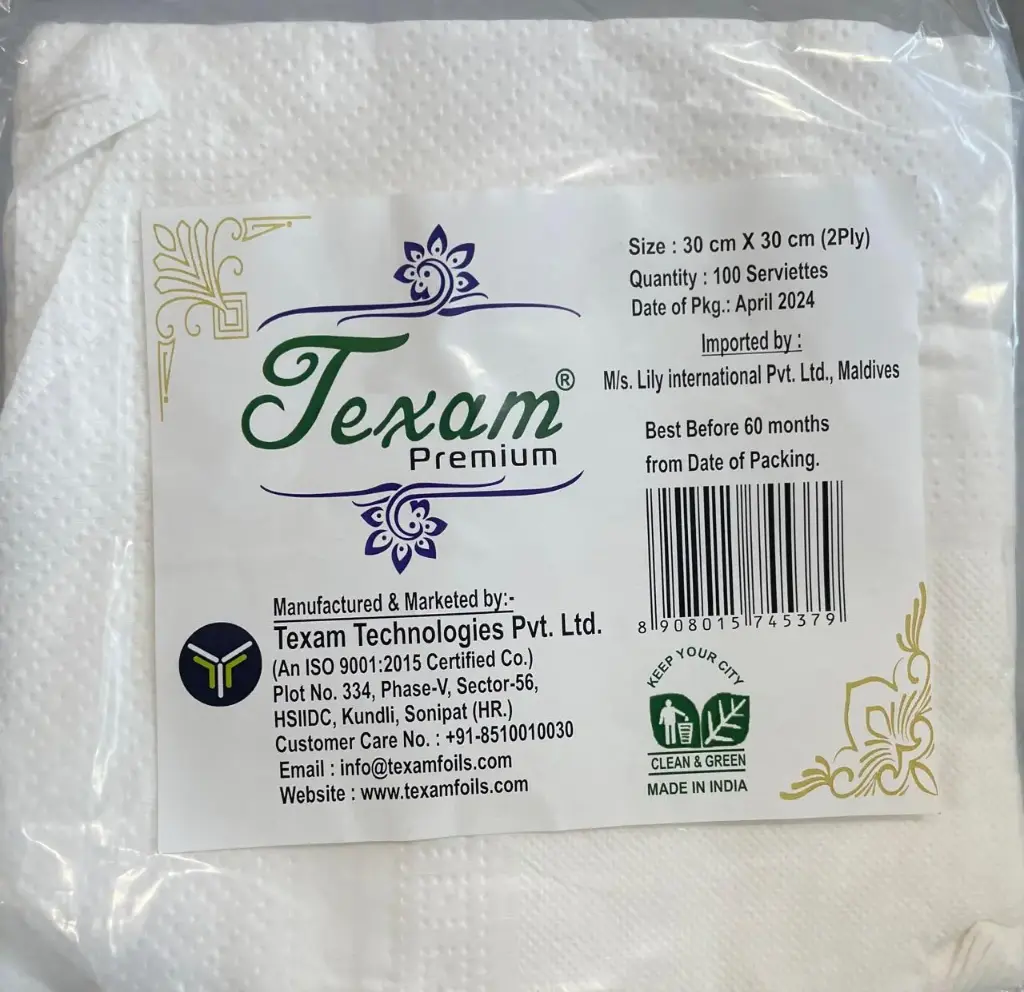 Texam®
Premium
Size : 30 cm X 30 cm (2Ply)
Quantity : 100 Serviettes
Date of Pkg.: April 2024
Imported by :
M/s. Lily international Pvt. Ltd., Maldives
Best Before 60 months
from Date of Packing.
8 908015 745379
Manufactured & Marketed by:-
Texam Technologies Pvt. Ltd.
(An ISO 9001:2015 Certified Co.)
Plot No. 334, Phase-V, Sector-56,
HSIIDC, Kundli, Sonipat (HR.)
Customer Care No. : +91-8510010030
Email : info@texamfoils.com
Website : www.texamfoils.com
KEEP YOUR CITY
CLEAN & GREEN
MADE IN INDIA